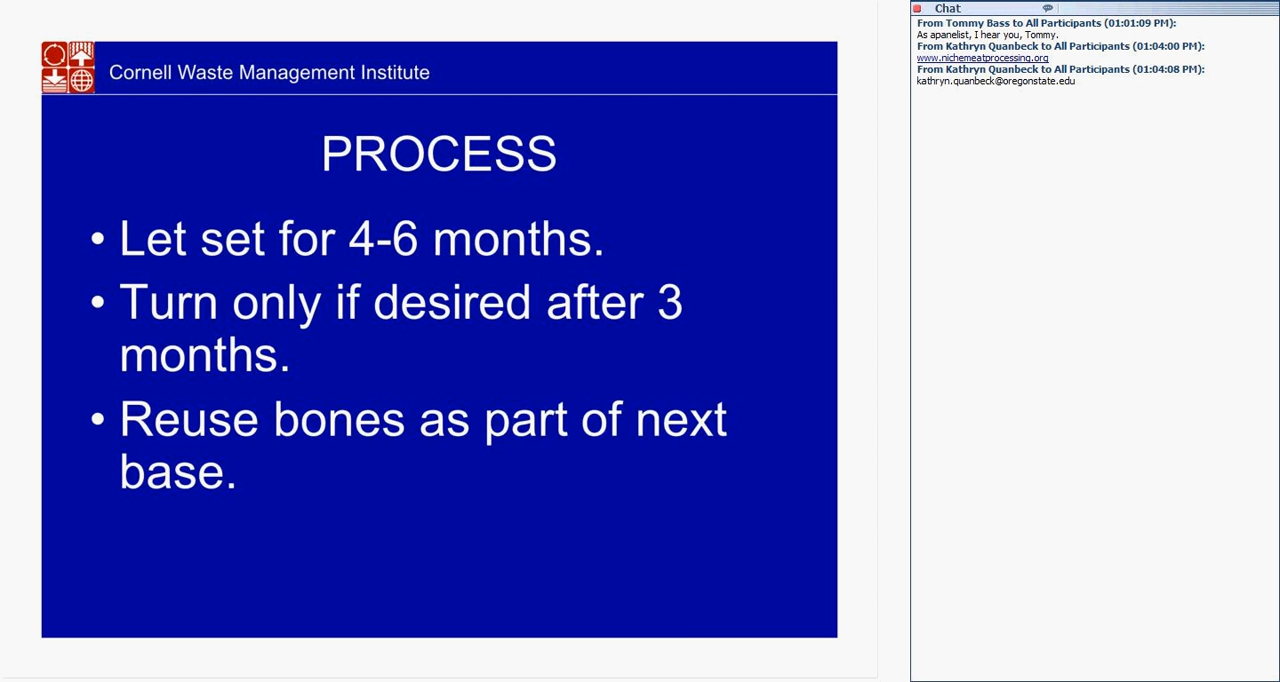 Cornell Waste Management Institute
PROCESS
• Let set for 4-6 months.
• Turn only if desired after 3
months.
• Reuse bones as part of next
base.
Chat
From Tommy Bass to All Participants (01:01:09 PM):
As apanelist, I hear you, Tommy.
From Kathryn Quanbeck to All Participants (01:04:00 PM):
www.nichemeatprocessing.org
From Kathryn Quanbeck to All Participants (01:04:08 PM):
kathryn.quanbeck@oregonstate.edu